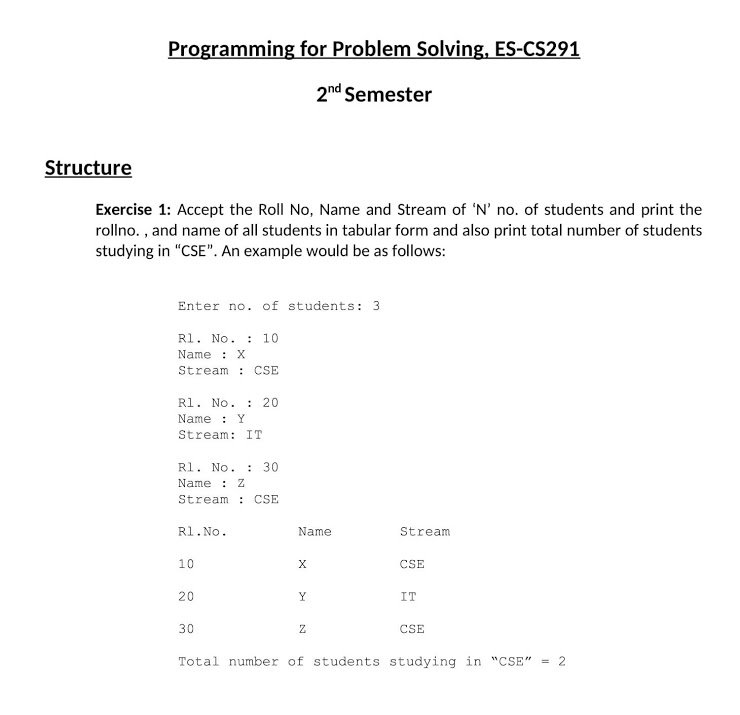 Programming for Problem Solving, ES-CS291
2nd Semester
Structure
Exercise 1: Accept the Roll No, Name and Stream of ‘N’ no. of students and print the
rollno. , and name of all students in tabular form and also print total number of students
studying in “CSE”. An example would be as follows:
Enter no. of students: 3
Rl. No. : 10
Name : X
Stream : CSE
Rl. No. : 20
Name : Y
Stream: IT
Rl. No. : 30
Name : Z
Stream : CSE
Rl.No. Name Stream
10 X CSE
20 Y IT
30 Z CSE
Total number of students studying in “CSE” = 2